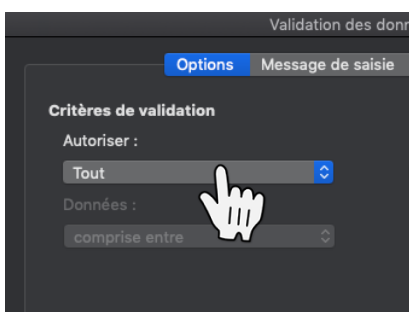 Validation des donn
Options Message de saisie
Critères de validation
Autoriser :
Tout
Données :
comprise entre